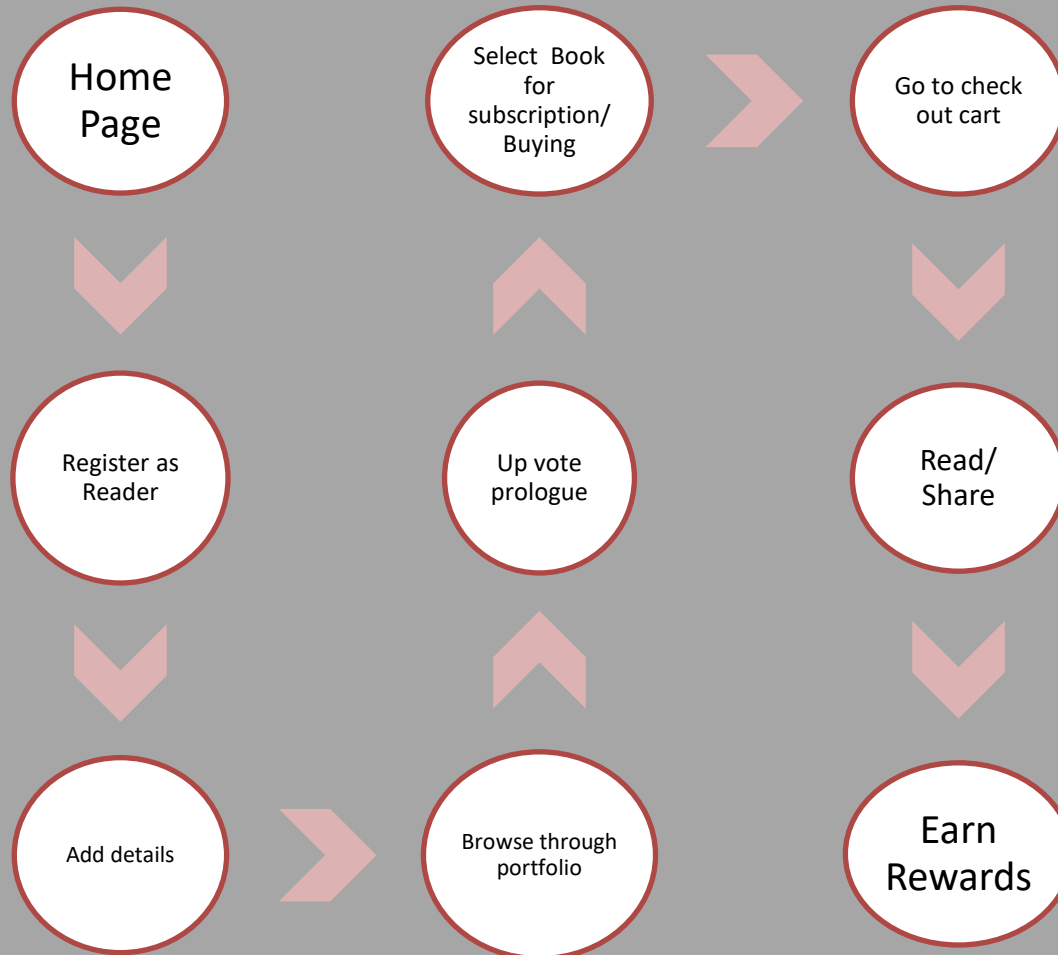 Home
Page
Register as
Reader
Add details
Browse through
portfolio
Up vote
prologue
Select Book
for
subscription/
Buying
Go to check
out cart
Read/
Share
Earn
Rewards